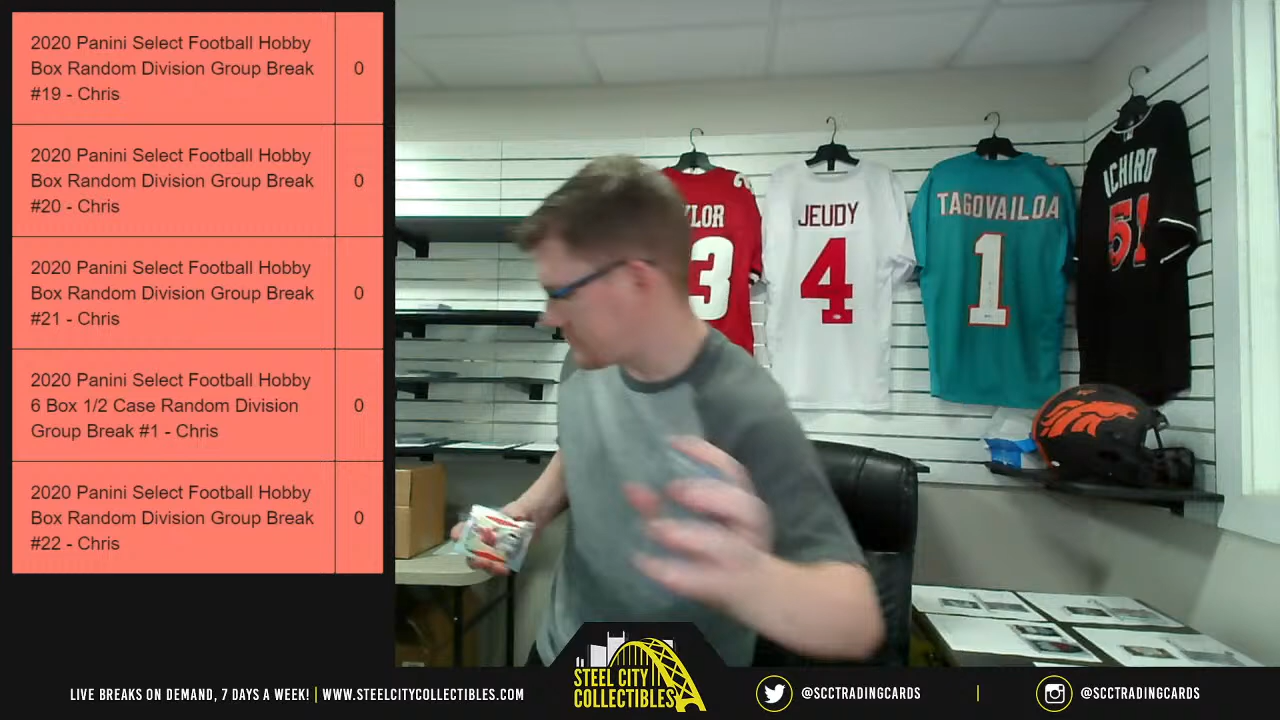 2020 Panini Select Football Hobby
Box Random Division Group Break
#19 - Chris
0
2020 Panini Select Football Hobby
Box Random Division Group Break
#20 - Chris
0
2020 Panini Select Football Hobby
Box Random Division Group Break
#21 - Chris
0
2020 Panini Select Football Hobby
6 Box 1/2 Case Random Division
Group Break #1 - Chris
0
2020 Panini Select Football Hobby
Box Random Division Group Break
#22 - Chris
0
LOR
3
JEUDY
4
TAGOVAILOA
1
ICHIRO
51
STEEL CITY
COLLECTIBLES
LIVE BREAKS ON DEMAND, 7 DAYS A WEEK! | WWW.STEELCITYCOLLECTIBLES.COM
@SCCTRADINGCARDS | @SCCTRADINGCARDS